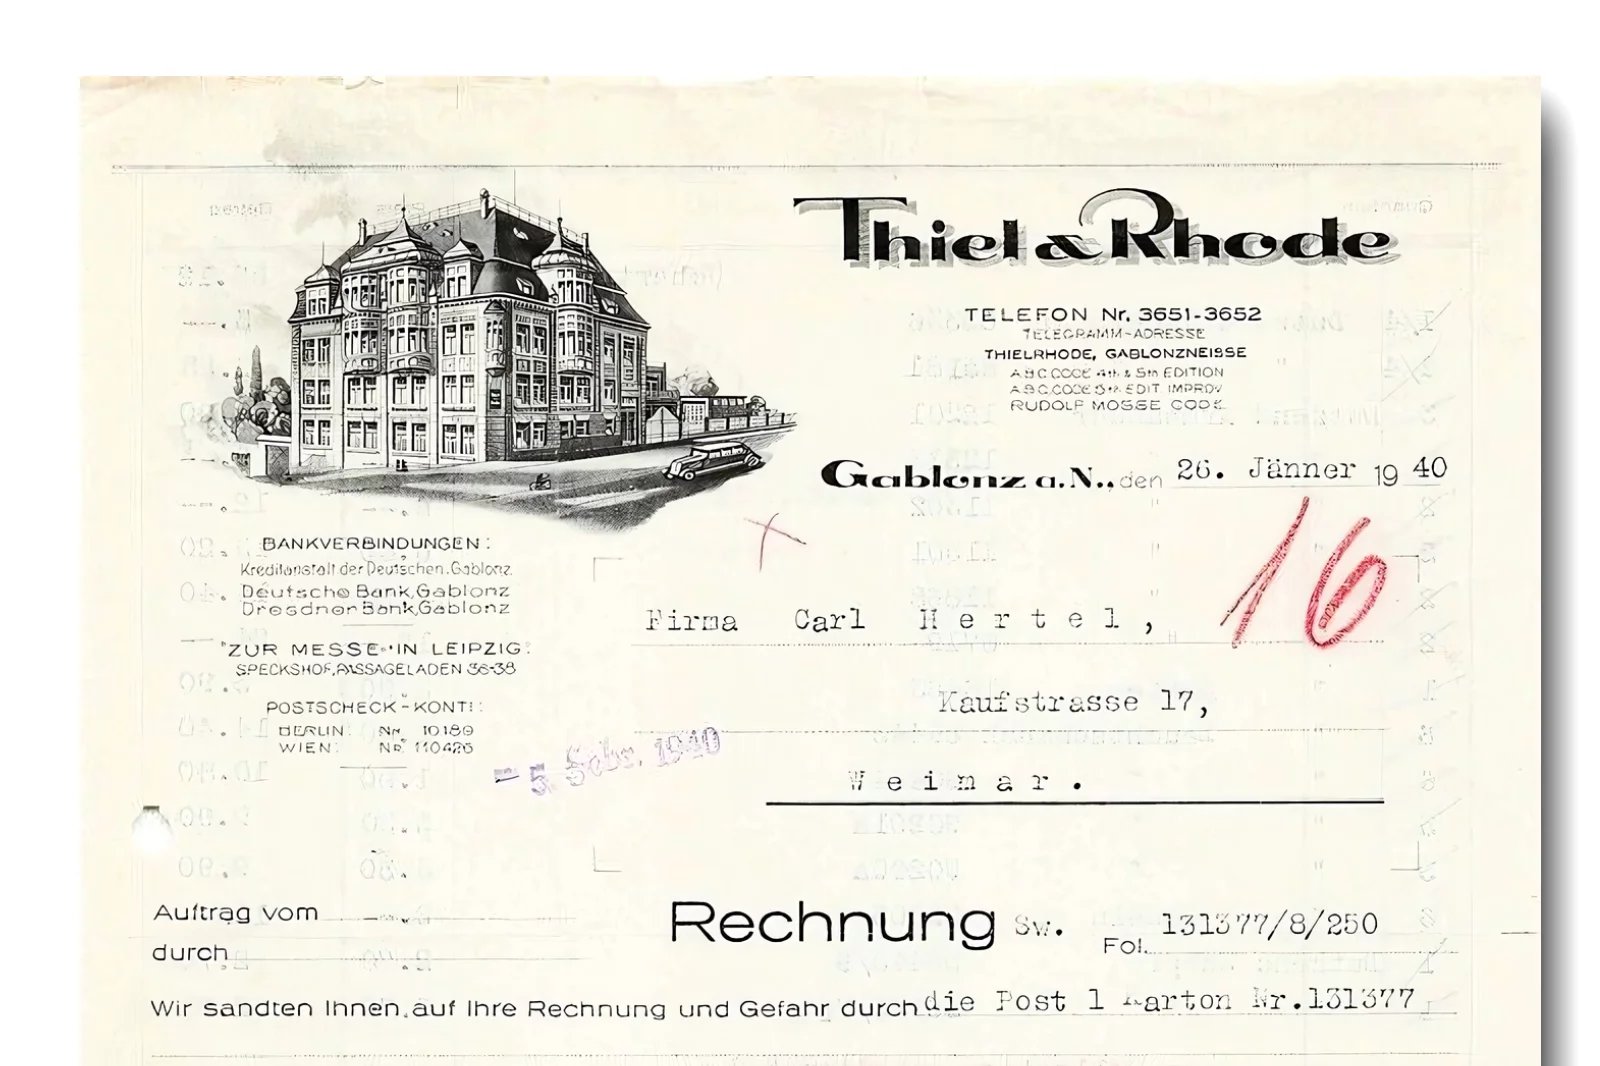 Thiel & Rhode
TELEFON Nr. 3651-3652
TELEGRAMM-ADRESSE
THIELRHODE, GABLONZNEISSE
A B C CODE 4th & 5th EDITION
A.B.C. CODE 5th EDIT. IMPROV.
RUDOLF MOSSE CODE
Gablonz a. N., den 26. Jänner 1940
16
BANKVERBINDUNGEN:
Kreditanstalt der Deutschen, Gablonz
Deutsche Bank, Gablonz
Dresdner Bank, Gablonz
ZUR MESSE IN LEIPZIG:
SPECKSHOF, PASSAGELADEN 36-38
POSTSCHECK-KONTI:
BERLIN: Nr. 10189
WIEN: Nr. 110426
Firma Carl Hertel,
Kaufstrasse 17,
Weimar.
- 5. Febr. 1940
Auftrag vom
durch
Rechnung Sw. Fol. 131377/8/250
Wir sandten Ihnen, auf Ihre Rechnung und Gefahr durch die Post 1 Karton Nr.131377